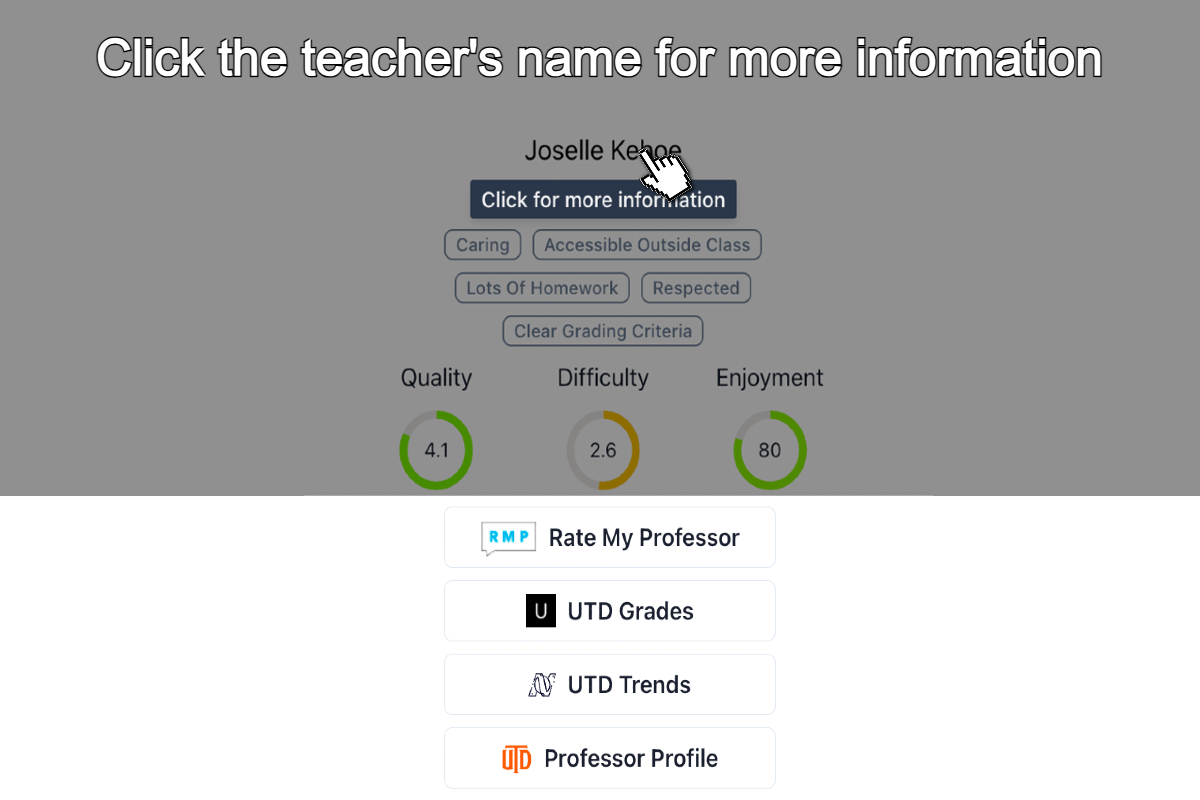 Click the teacher's name for more information
Joselle Kehoe
Click for more information
Caring Accessible Outside Class
Lots Of Homework Respected
Clear Grading Criteria
Quality Difficulty Enjoyment
4.1 2.6 80
RMP Rate My Professor
U UTD Grades
UTD Trends
UTD Professor Profile